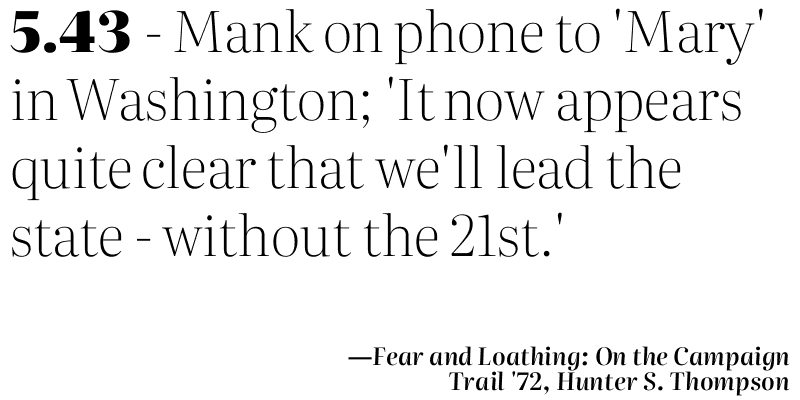 5.43 - Mank on phone to 'Mary'
in Washington; 'It now appears
quite clear that we'll lead the
state - without the 21st.'
—Fear and Loathing: On the Campaign
Trail '72, Hunter S. Thompson